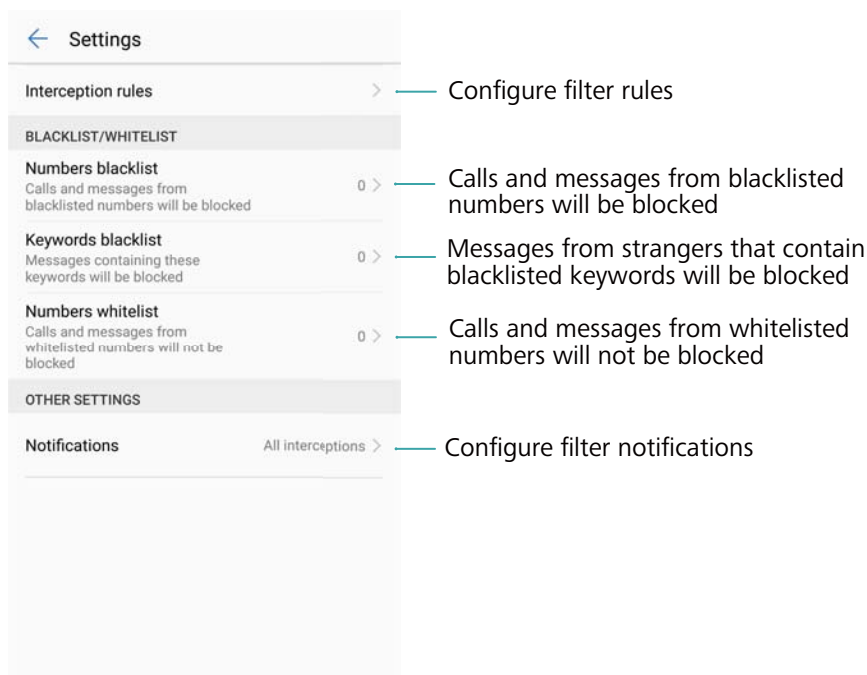 Settings
Interception rules
Configure filter rules
BLACKLIST/WHITELIST
Numbers blacklist
Calls and messages from
blacklisted numbers will be blocked
0
Calls and messages from blacklisted
numbers will be blocked
Keywords blacklist
Messages containing these
keywords will be blocked
0
Messages from strangers that contain
blacklisted keywords will be blocked
Numbers whitelist
Calls and messages from
whitelisted numbers will not be
blocked
0
Calls and messages from whitelisted
numbers will not be blocked
OTHER SETTINGS
Notifications
All interceptions
Configure filter notifications